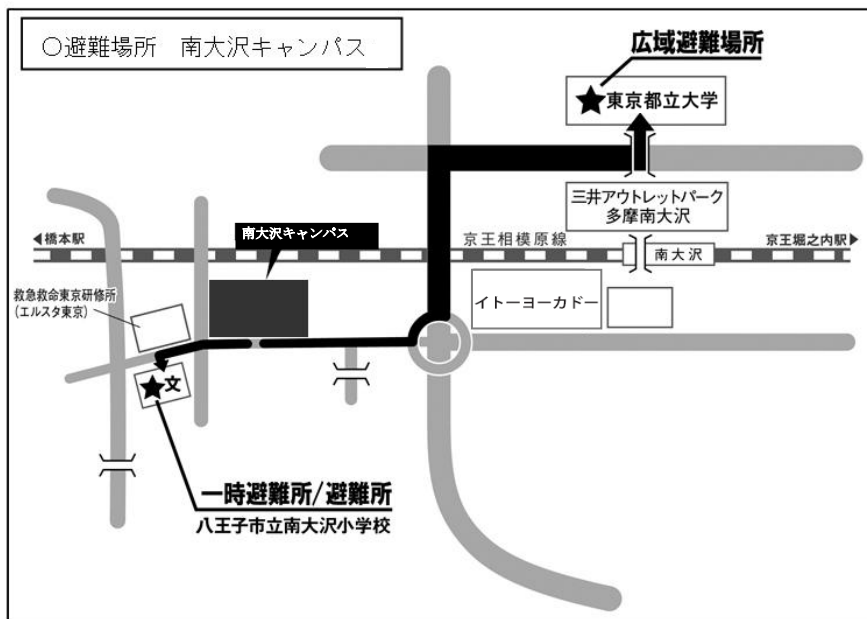 ○避難場所 南大沢キャンパス
広域避難場所
★東京都立大学
三井アウトレットパーク
多摩南大沢
南大沢キャンパス
◀橋本駅
京王相模原線
南大沢
京王堀之内駅▶
救急救命東京研修所
(エルスタ東京)
イトーヨーカドー
★文
一時避難所/避難所
八王子市立南大沢小学校